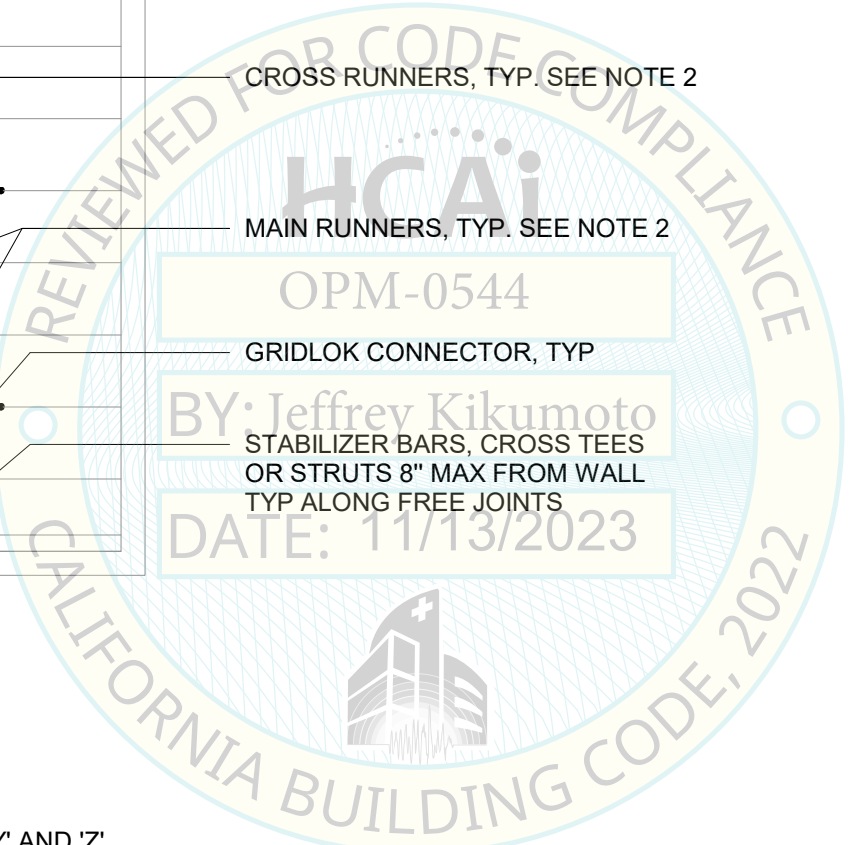 REVIEWED FOR CODE COMPLIANCE
CROSS RUNNERS, TYP. SEE NOTE 2
HCAi
MAIN RUNNERS, TYP. SEE NOTE 2
OPM-0544
GRIDLOK CONNECTOR, TYP
BY: Jeffrey Kikumoto
STABILIZER BARS, CROSS TEES
OR STRUTS 8" MAX FROM WALL
TYP ALONG FREE JOINTS
DATE: 11/13/2023
CALIFORNIA BUILDING CODE, 2022
AND 'Z'